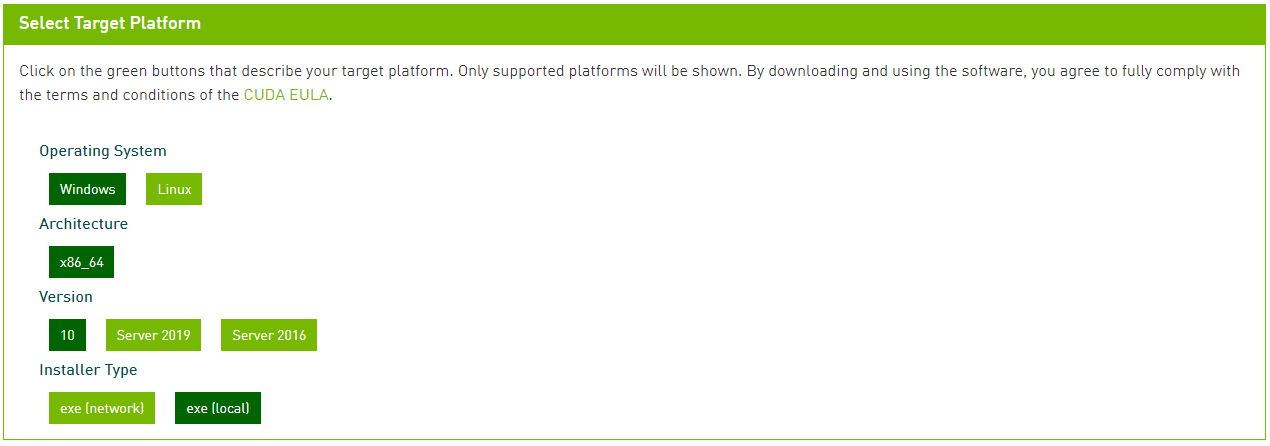 Select Target Platform
Click on the green buttons that describe your target platform. Only supported platforms will be shown. By downloading and using the software, you agree to fully comply with
the terms and conditions of the CUDA EULA.
Operating System
Windows Linux
Architecture
x86_64
Version
10 Server 2019 Server 2016
Installer Type
exe (network) exe (local)